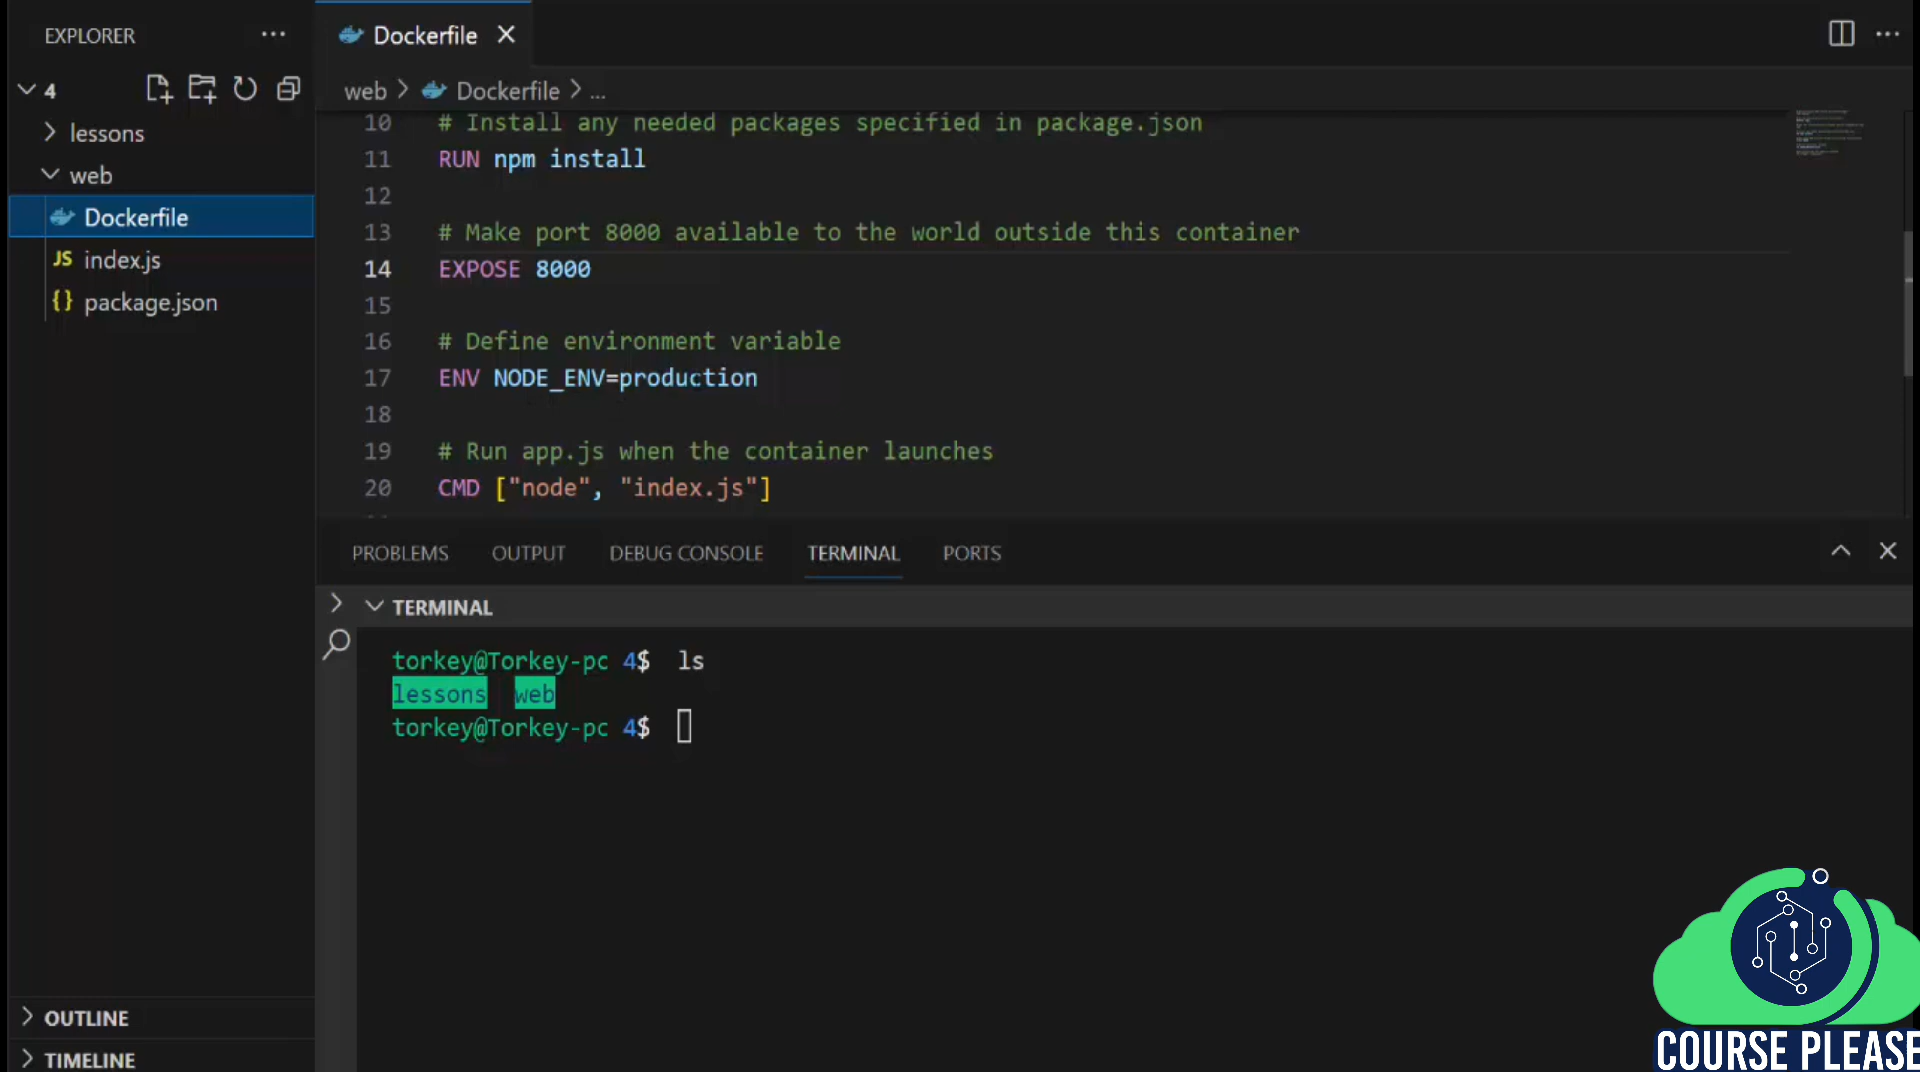 EXPLORER
4
lessons
web
Dockerfile
JS index.js
{} package.json
OUTLINE
TIMELINE
Dockerfile
web > Dockerfile > ...
10 # Install any needed packages specified in package.json
11 RUN npm install
12
13 # Make port 8000 available to the world outside this container
14 EXPOSE 8000
15
16 # Define environment variable
17 ENV NODE_ENV=production
18
19 # Run app.js when the container launches
20 CMD ["node", "index.js"]
PROBLEMS OUTPUT DEBUG CONSOLE TERMINAL PORTS
TERMINAL
torkey@Torkey-pc 4$ ls
lessons web
torkey@Torkey-pc 4$
COURSE PLEASE